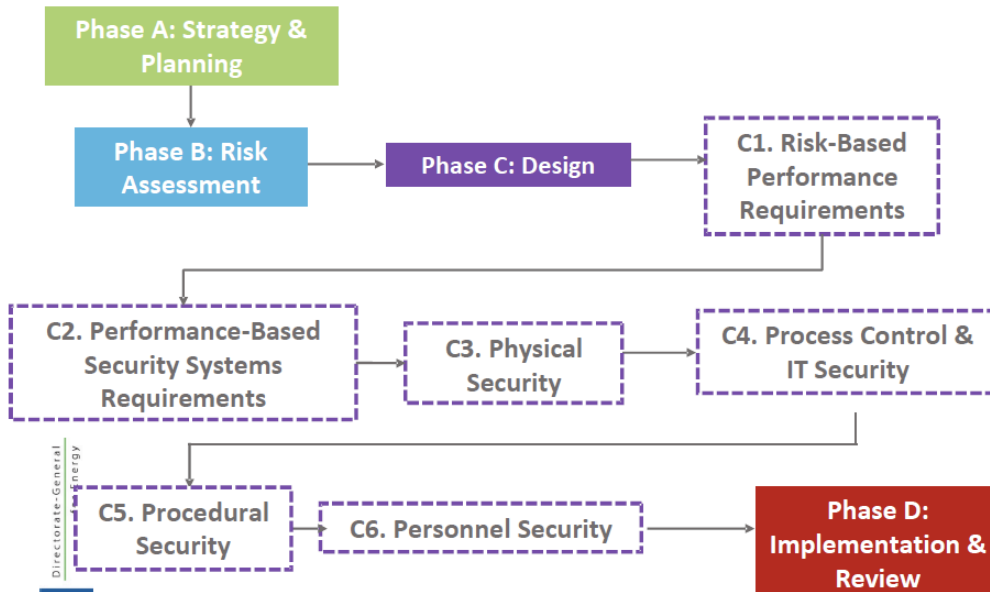 Phase A: Strategy &
Planning
Phase B: Risk
Assessment
Phase C: Design
C1. Risk-Based
Performance
Requirements
C2. Performance-Based
Security Systems
Requirements
C3. Physical
Security
C4. Process Control &
IT Security
Directorate-General
Energy
C5. Procedural
Security
C6. Personnel Security
Phase D:
Implementation &
Review